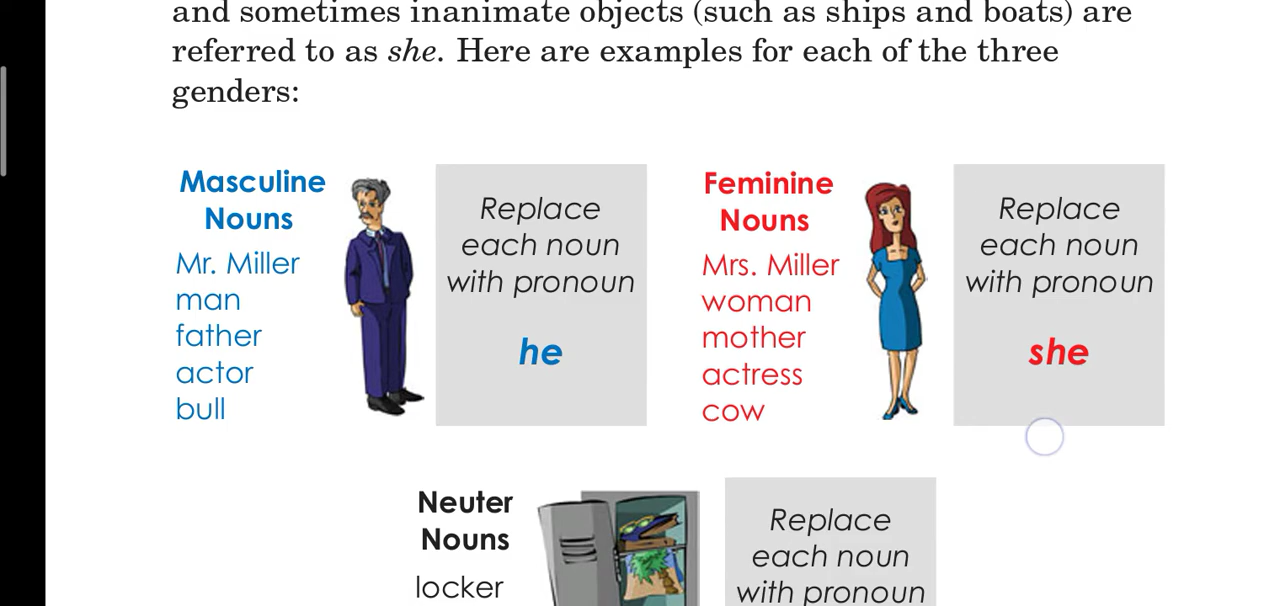 and sometimes inanimate objects (such as ships and boats) are
referred to as she. Here are examples for each of the three
genders:
Masculine
Nouns
Mr. Miller
man
father
actor
bull
Replace
each noun
with pronoun
he
Feminine
Nouns
Mrs. Miller
woman
mother
actress
cow
Replace
each noun
with pronoun
she
Neuter
Nouns
locker
Replace
each noun
with pronoun